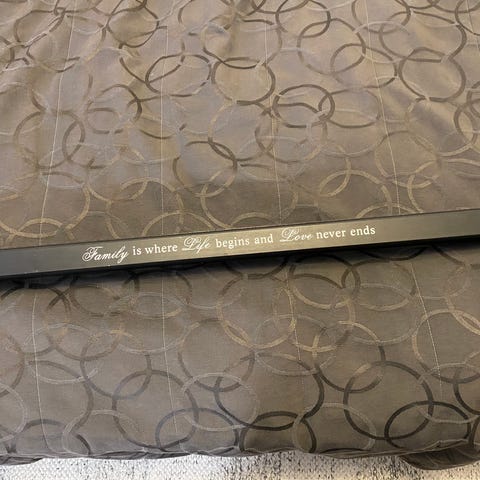 Family is where Life begins and Love never ends